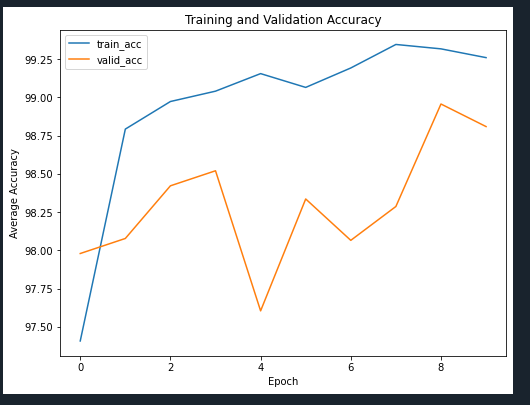 Training and Validation Accuracy
train_acc
valid_acc
99.25
99.00
98.75
98.50
98.25
98.00
97.75
97.50
Average Accuracy
0
2
4
6
8
Epoch